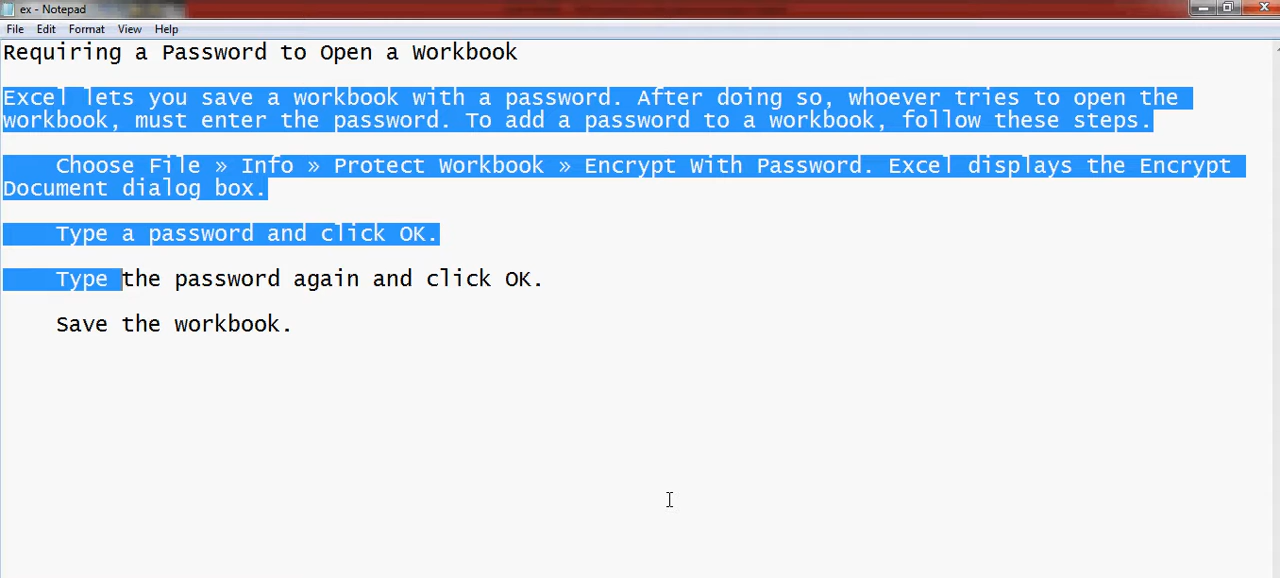 ex - Notepad
File Edit Format View Help
Requiring a Password to Open a Workbook
Excel lets you save a workbook with a password. After doing so, whoever tries to open the
workbook, must enter the password. To add a password to a workbook, follow these steps.
Choose File » Info » Protect Workbook » Encrypt With Password. Excel displays the Encrypt
Document dialog box.
Type a password and click OK.
Type the password again and click OK.
Save the workbook.